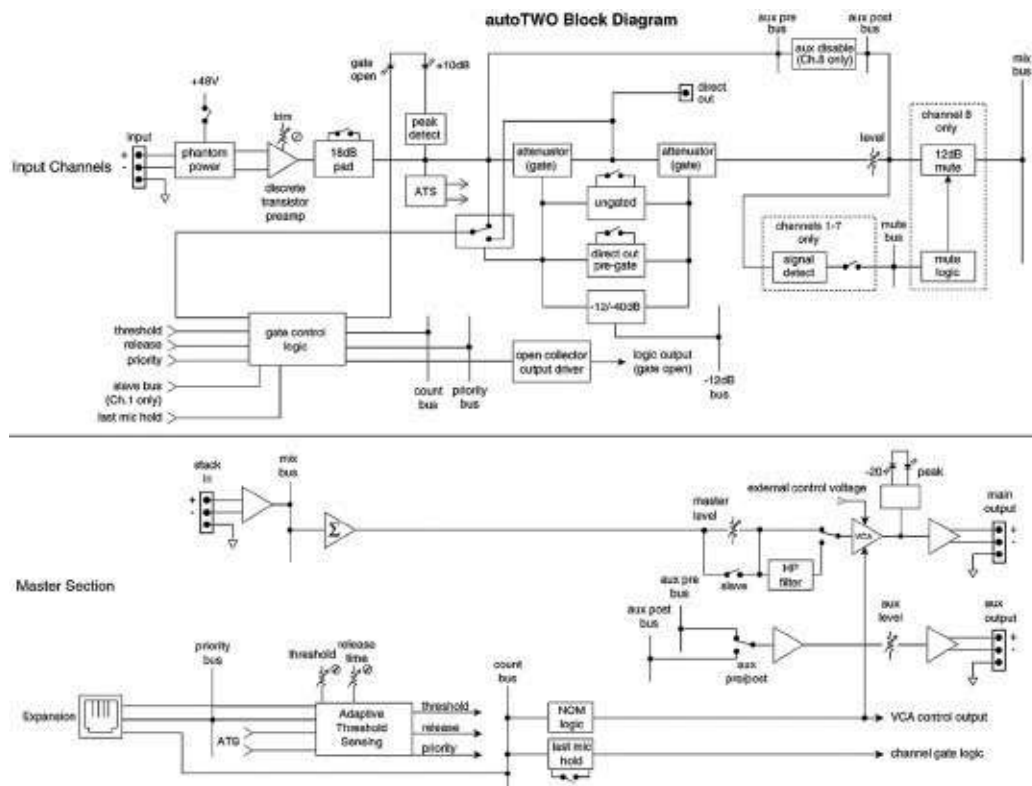 autoTWO Block Diagram
aux pre
bus
aux post
bus
aux disable
(Ch.8 only)
mix
bus
gate
open
+10dB
+48V
direct
out
Input
trim
peak
detect
channel 8
only
level
Input Channels
+
-
phantom
power
18dB
pad
attenuator
(gate)
attenuator
(gate)
12dB
mute
discrete
transistor
preamp
ATS
ungated
channels 1-7
only
mute
bus
direct out
pre-gate
signal
detect
mute
logic
-12/-40dB
threshold
release
priority
gate control
logic
slave bus
(Ch.1 only)
last mic hold
count
bus
priority
bus
open collector
output driver
logic output
(gate open)
-12dB
bus
stack
in
mix
bus
-20
peak
external control voltage
main
output
+
-
Σ
master
level
VCA
+
-
slave
HP
filter
Master Section
aux pre
bus
aux post
bus
aux
level
aux
output
+
-
aux
pre/post
priority
bus
threshold
release
time
count
bus
Expansion
ATS
Adaptive
Threshold
Sensing
threshold
release
priority
NOM
logic
VCA control output
last mic
hold
channel gate logic